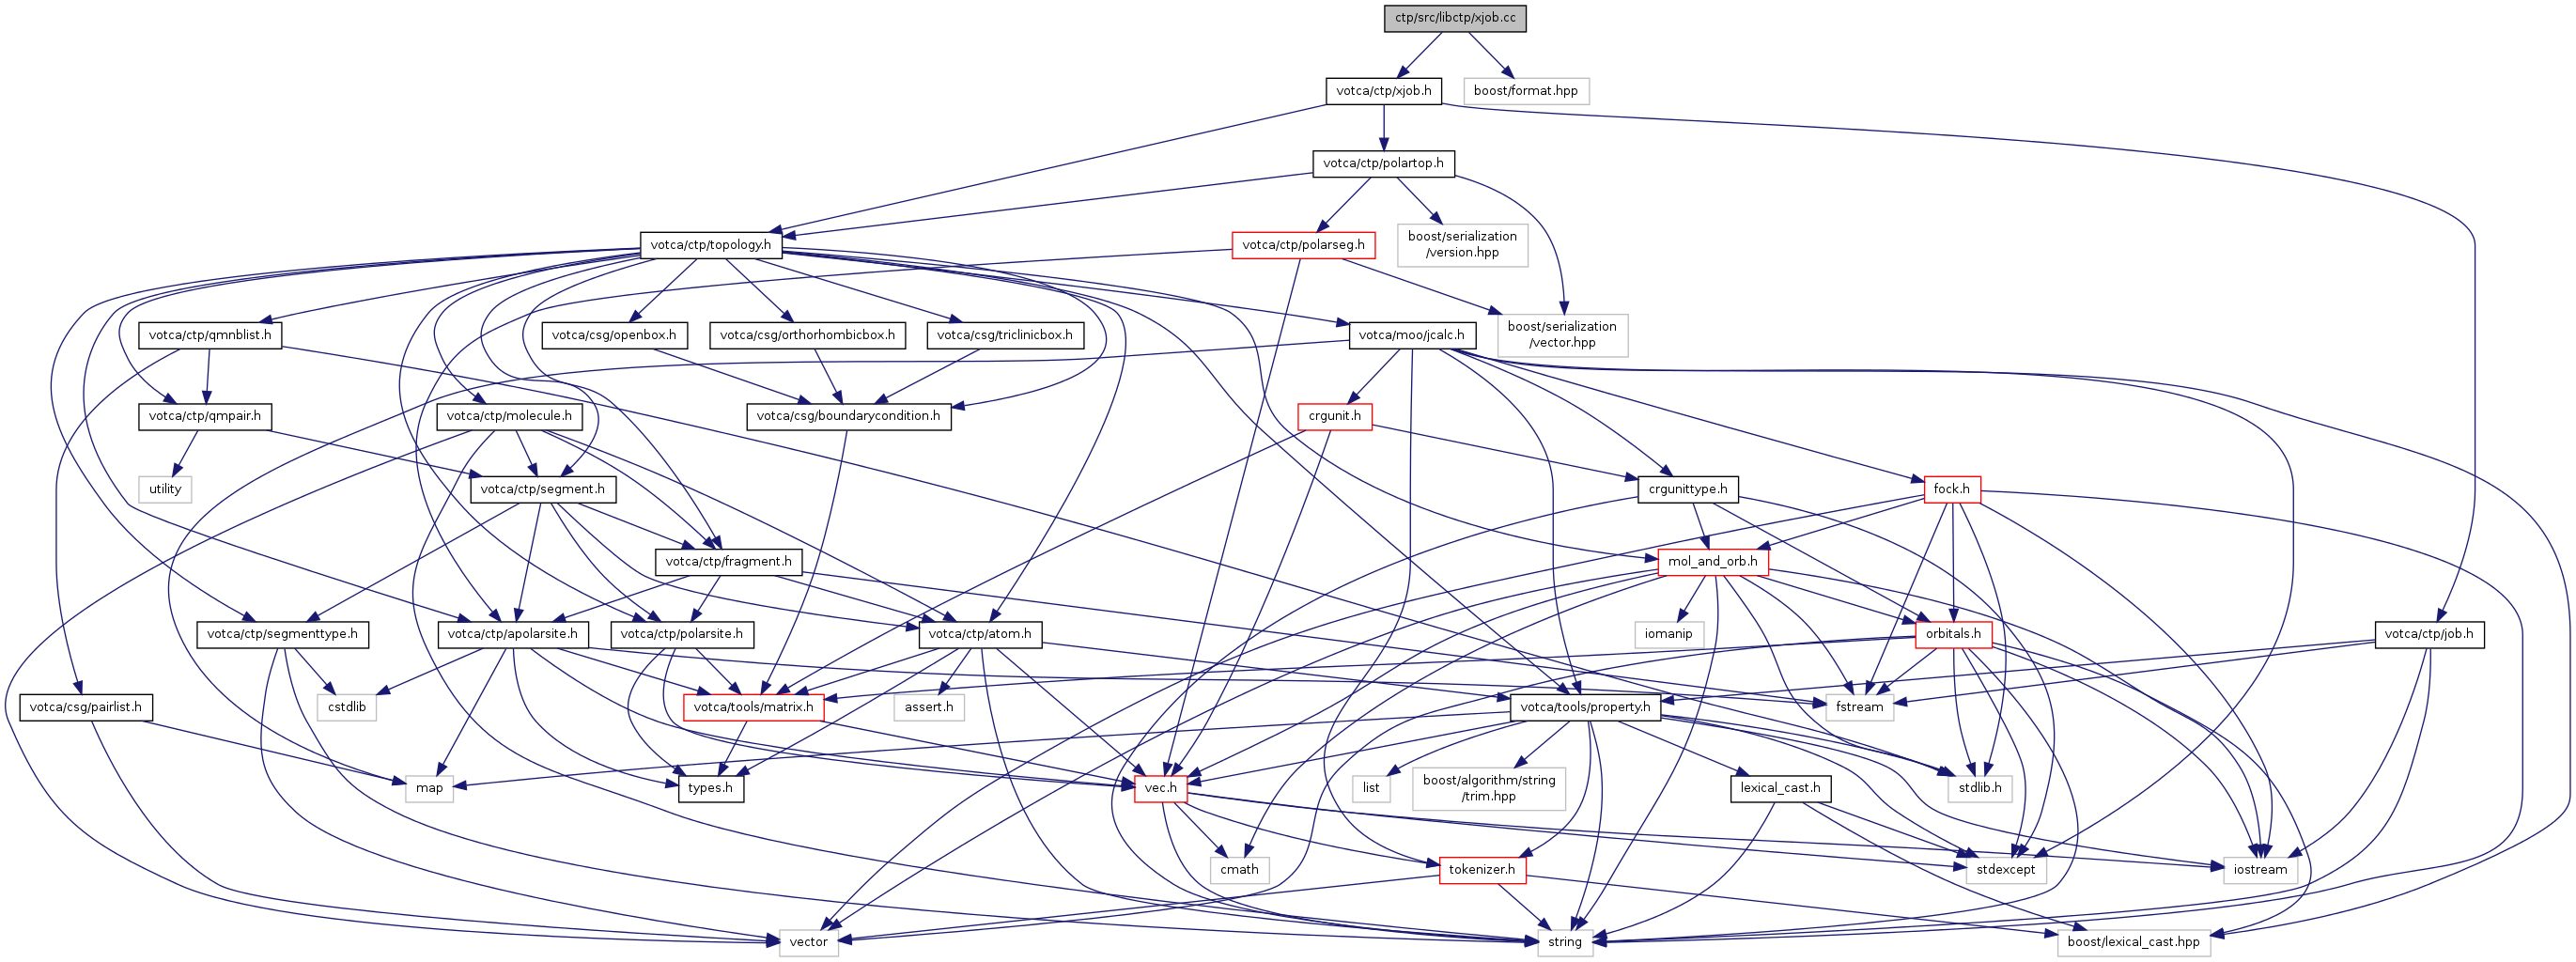 ctp/src/libctp/xjob.cc
votca/ctp/xjob.h
boost/format.hpp
votca/ctp/polartop.h
votca/ctp/topology.h
votca/ctp/polarseg.h
boost/serialization
/version.hpp
votca/ctp/qmnblist.h
votca/csg/openbox.h
votca/csg/orthorhombicbox.h
votca/csg/triclinicbox.h
votca/moo/jcalc.h
boost/serialization
/vector.hpp
votca/ctp/qmpair.h
votca/ctp/molecule.h
votca/csg/boundarycondition.h
crgunit.h
utility
votca/ctp/segment.h
crgunittype.h
fock.h
votca/ctp/fragment.h
mol_and_orb.h
votca/ctp/segmenttype.h
votca/ctp/apolarsite.h
votca/ctp/polarsite.h
votca/ctp/atom.h
iomanip
orbitals.h
votca/ctp/job.h
votca/csg/pairlist.h
cstdlib
votca/tools/matrix.h
assert.h
votca/tools/property.h
fstream
map
types.h
vec.h
list
boost/algorithm/string
/trim.hpp
lexical_cast.h
stdlib.h
cmath
tokenizer.h
stdexcept
iostream
vector
string
boost/lexical_cast.hpp